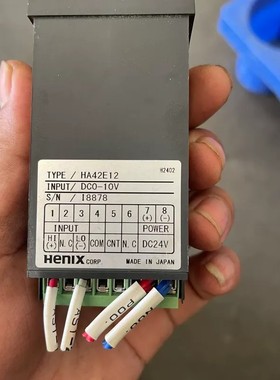 H2402
TYPE / HA42E12
INPUT / DC0-10V
S/N / I8878
1 2 3 4 5 6 7 (+) 8 (-)
INPUT POWER
HI (+) N.C LO (-) COM CNT N.C DC24V
HENIX CORP. MADE IN JAPAN